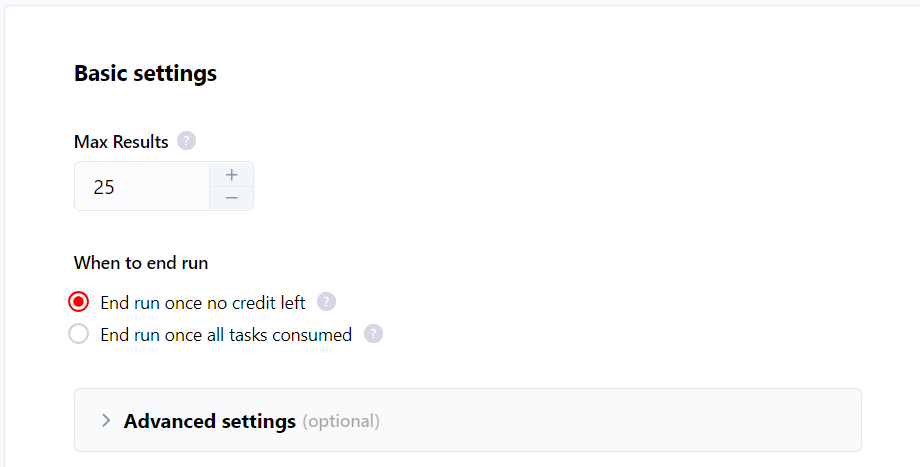 Basic settings
Max Results ?
25 +
−
When to end run
End run once no credit left ?
End run once all tasks consumed ?
Advanced settings (optional)